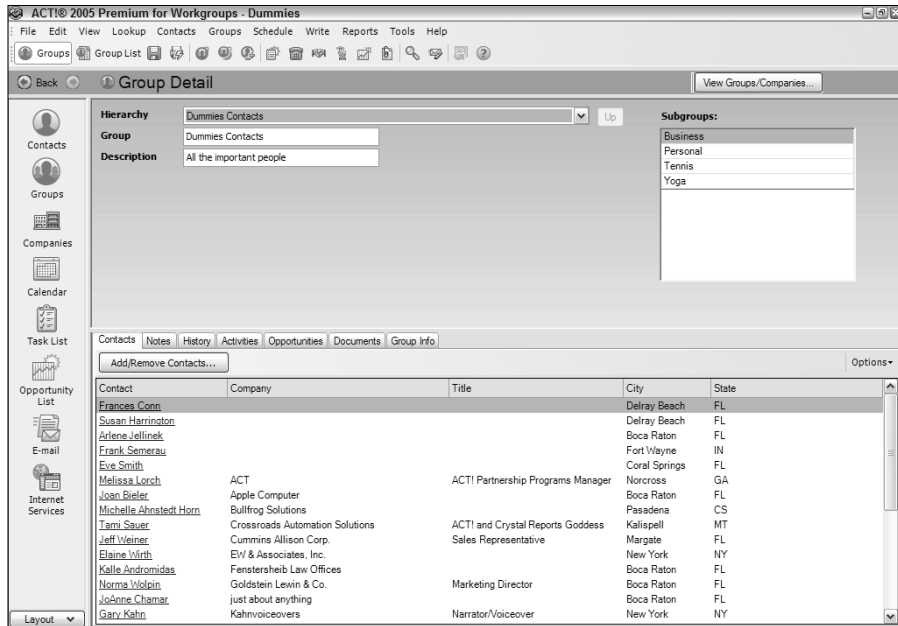 ACT!® 2005 Premium for Workgroups - Dummies
File Edit View Lookup Contacts Groups Schedule Write Reports Tools Help
Groups Group List
Back Group Detail View Groups/Companies...
Contacts
Groups
Companies
Calendar
Task List
Opportunity
List
E-mail
Internet
Services
Layout
Hierarchy Dummies Contacts Up
Group Dummies Contacts
Description All the important people
Subgroups:
Business
Personal
Tennis
Yoga
Contacts Notes History Activities Opportunities Documents Group Info
Add/Remove Contacts... Options
Contact Company Title City State
Frances Conn Delray Beach FL
Susan Harrington Delray Beach FL
Arlene Jellinek Boca Raton FL
Frank Semerau Fort Wayne IN
Eve Smith Coral Springs FL
Melissa Lorch ACT ACT! Partnership Programs Manager Norcross GA
Joan Bieler Apple Computer Boca Raton FL
Michelle Ahnstedt Horn Bullfrog Solutions Pasadena CS
Tami Sauer Crossroads Automation Solutions ACT! and Crystal Reports Goddess Kalispell MT
Jeff Weiner Cummins Allison Corp. Sales Representative Margate FL
Elaine Wirth EW & Associates, Inc. New York NY
Kalle Andromidas Fenstersheib Law Offices Boca Raton FL
Norma Wolpin Goldstein Lewin & Co. Marketing Director Boca Raton FL
JoAnne Chamar just about anything Boca Raton FL
Gary Kahn Kahnvoiceovers Narrator/Voiceover New York NY